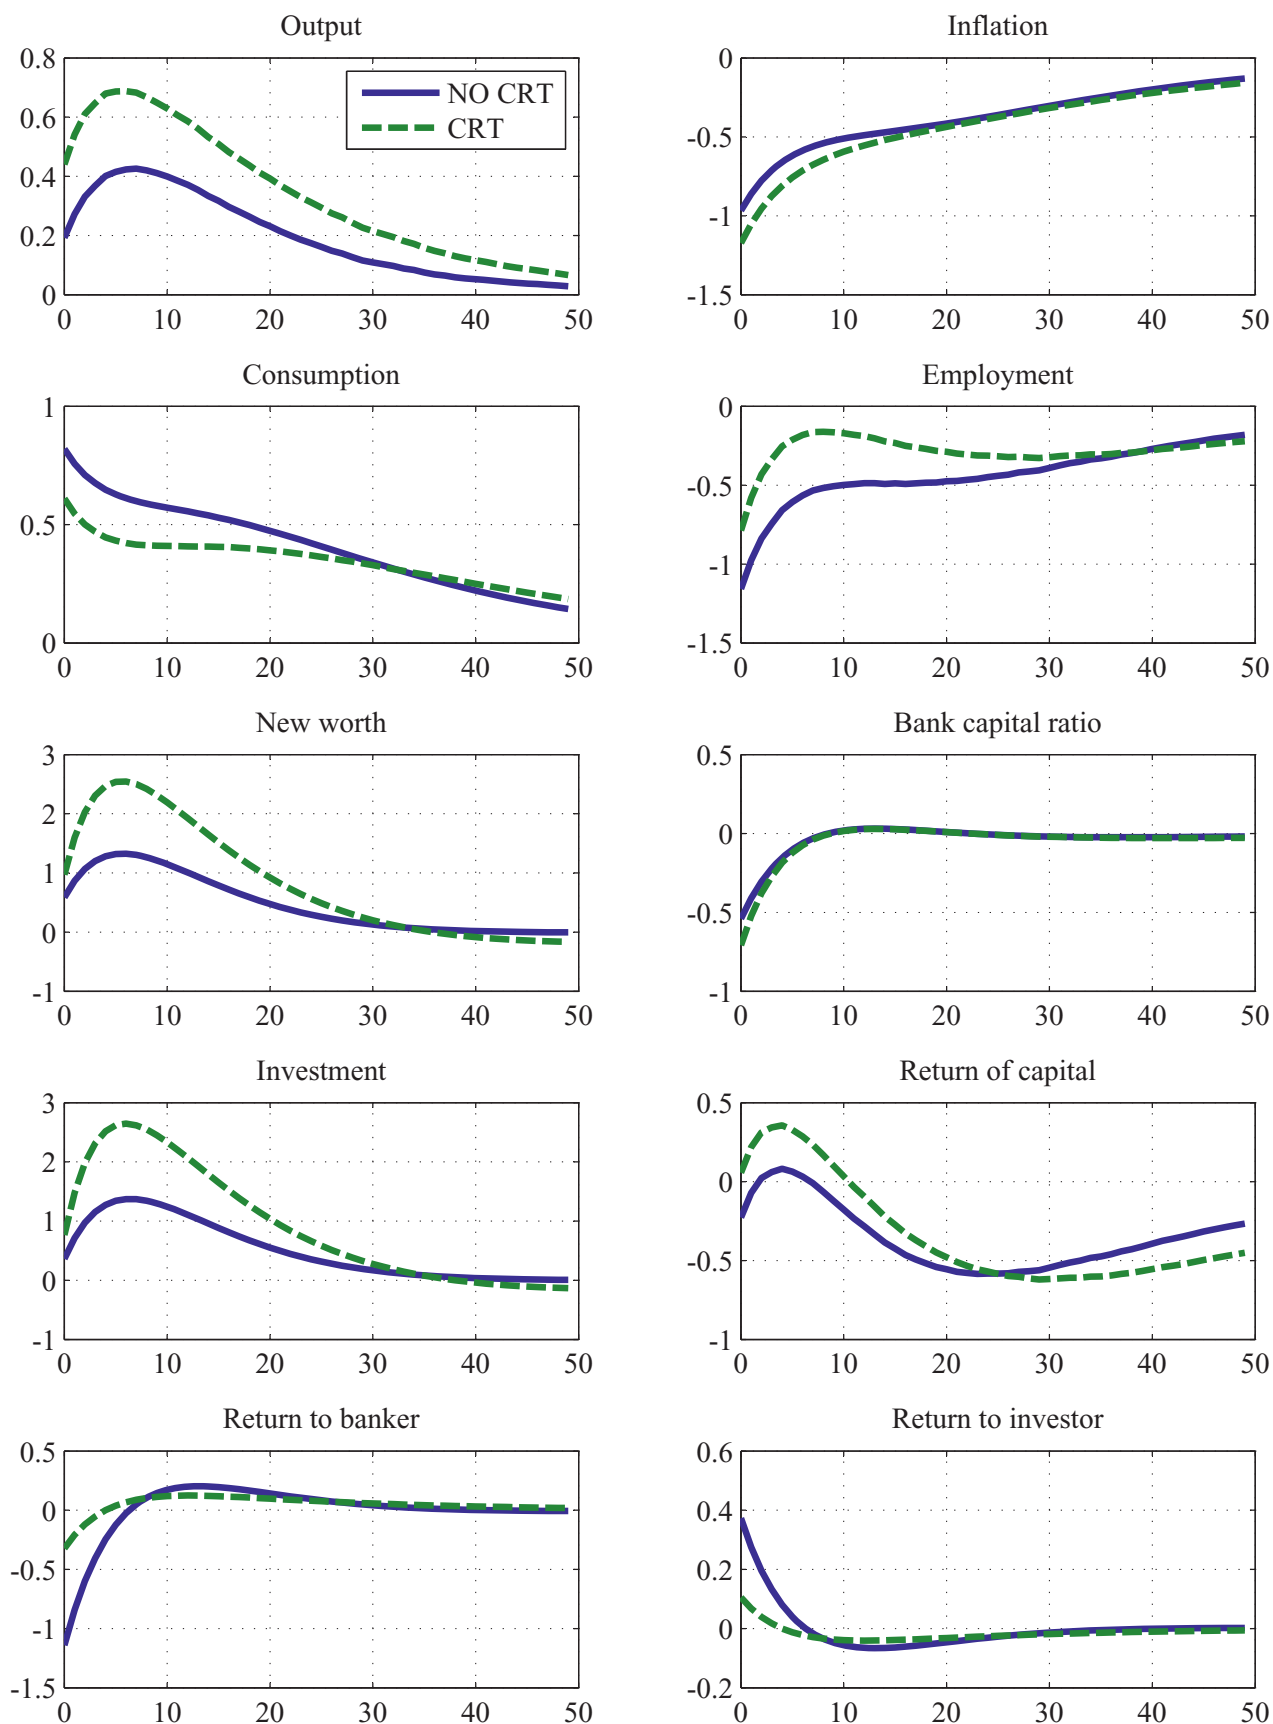 Output
0.8
0.6
0.4
0.2
0
0 10 20 30 40 50
NO CRT
CRT
Inflation
0
-0.5
-1
-1.5
0 10 20 30 40 50
Consumption
1
0.5
0
0 10 20 30 40 50
Employment
0
-0.5
-1
-1.5
0 10 20 30 40 50
New worth
3
2
1
0
-1
0 10 20 30 40 50
Bank capital ratio
0.5
0
-0.5
-1
0 10 20 30 40 50
Investment
3
2
1
0
-1
0 10 20 30 40 50
Return of capital
0.5
0
-0.5
-1
0 10 20 30 40 50
Return to banker
0.5
0
-0.5
-1
-1.5
0 10 20 30 40 50
Return to investor
0.6
0.4
0.2
0
-0.2
0 10 20 30 40 50